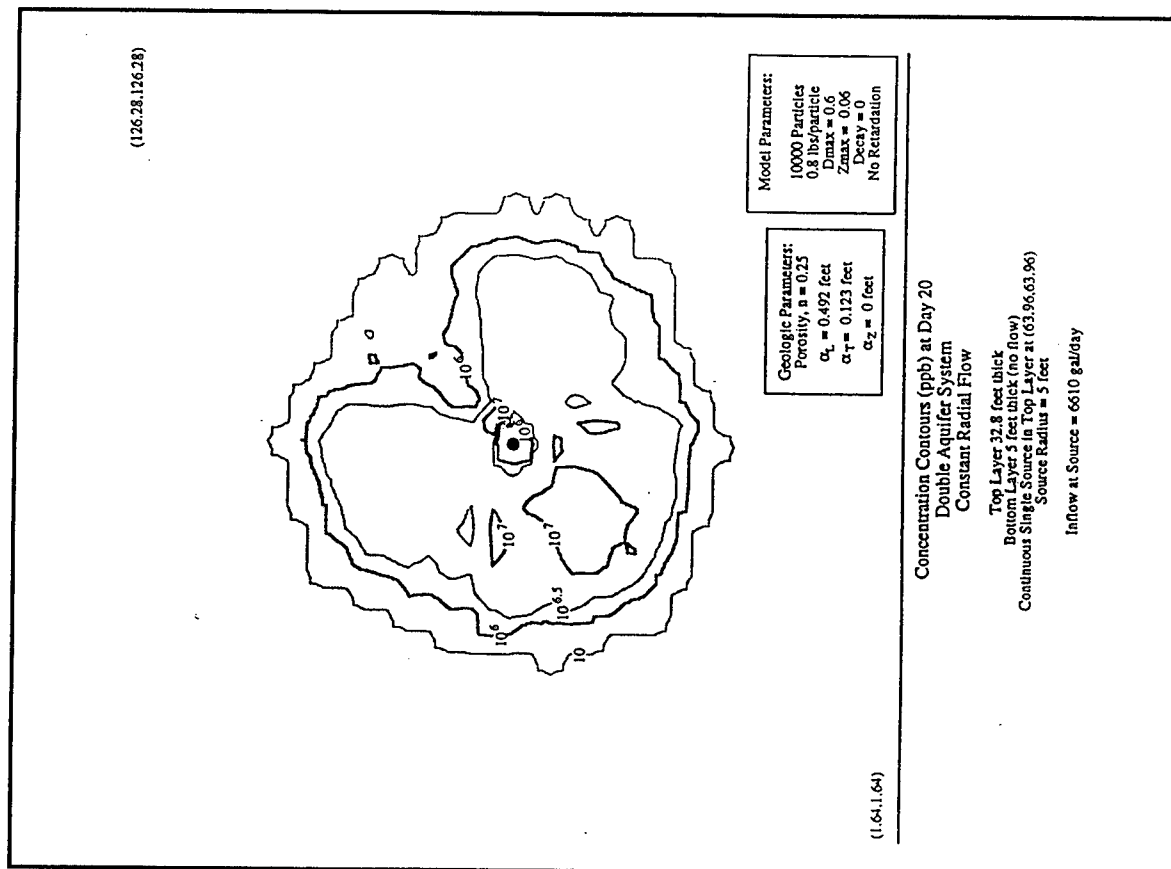 (126.28.126.28)
10^6
10
10
10^7
10^7
10^6.5
10^6
10
(1.64.1.64)
Geologic Parameters:
Porosity, n = 0.25
α_L = 0.492 feet
α_T = 0.123 feet
α_Z = 0 feet
Model Parameters:
10000 Particles
0.8 lbs/particle
Dmax = 0.6
Zmax = 0.06
Decay = 0
No Retardation
Concentration Contours (ppb) at Day 20
Double Aquifer System
Constant Radial Flow
Top Layer 32.8 feet thick
Bottom Layer 5 feet thick (no flow)
Continuous Single Source in Top Layer at (63.96,63.96)
Source Radius = 5 feet
Inflow at Source = 6610 gal/day